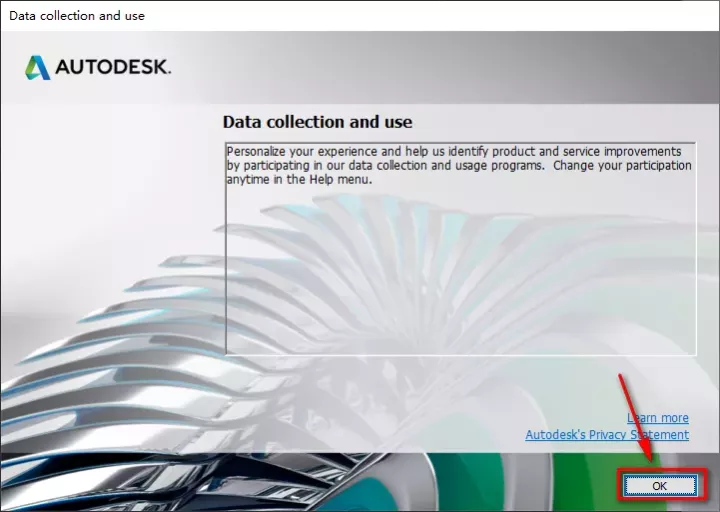 Data collection and use
AUTODESK.
Data collection and use
Personalize your experience and help us identify product and service improvements
by participating in our data collection and usage programs.  Change your participation
anytime in the Help menu.
Learn more
Autodesk's Privacy Statement
OK